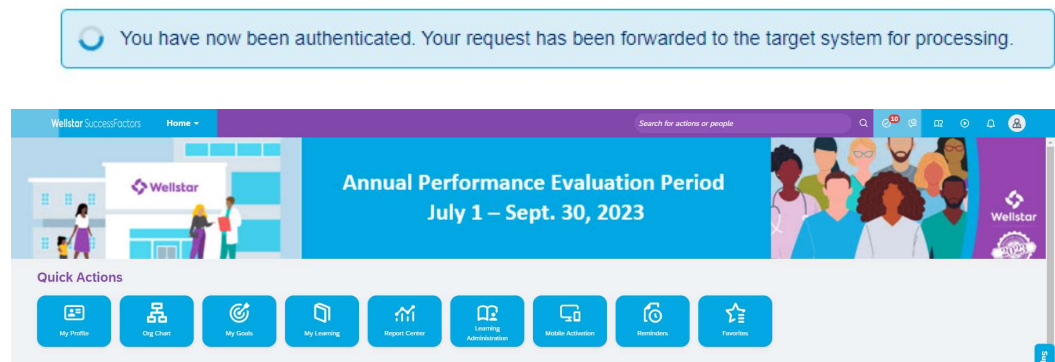 You have now been authenticated. Your request has been forwarded to the target system for processing.
Wellstar SuccessFactors Home Search for actions or people 10
Wellstar
Annual Performance Evaluation Period
July 1 – Sept. 30, 2023
Wellstar
2023
Quick Actions
My Profile
Org Chart
My Goals
My Learning
Report Center
Learning
Administration
Mobile Activation
Reminders
Favorites